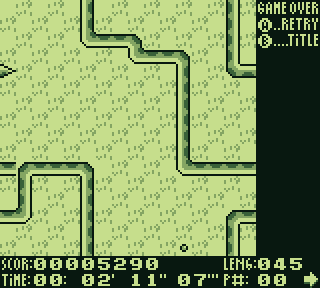 GAME OVER
A..RETRY
B....TITLE
SCOR:00005290 LENG:045
TIME:00: 02' 11" 07''' P#: 00